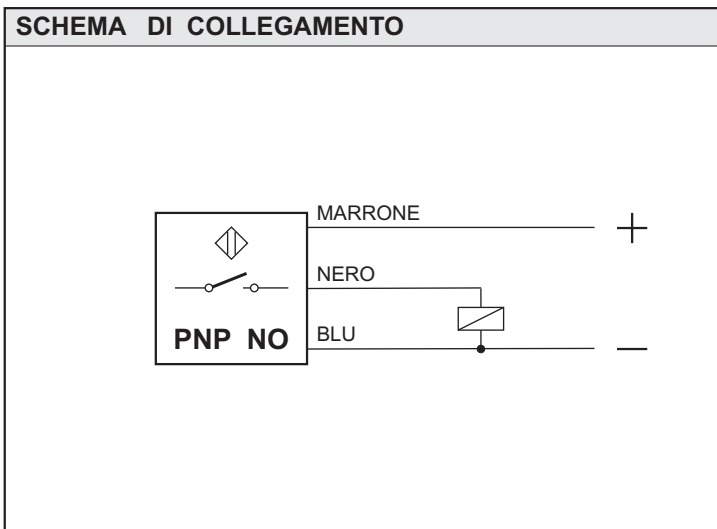 SCHEMA DI COLLEGAMENTO
MARRONE
+
NERO
PNP NO
BLU
—